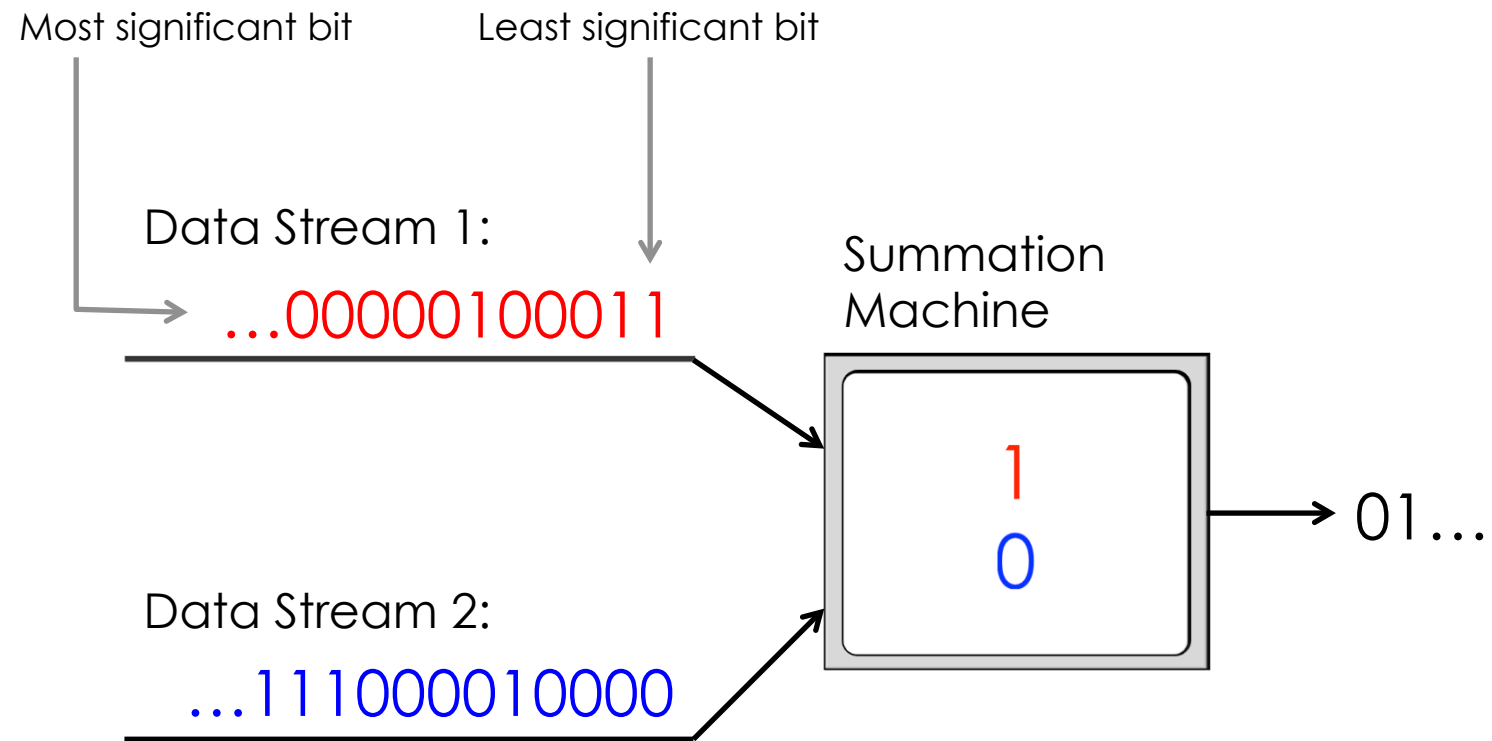 Most significant bit
Least significant bit
Data Stream 1:
…00000100011
Summation
Machine
1
0
01…
Data Stream 2:
…111000010000